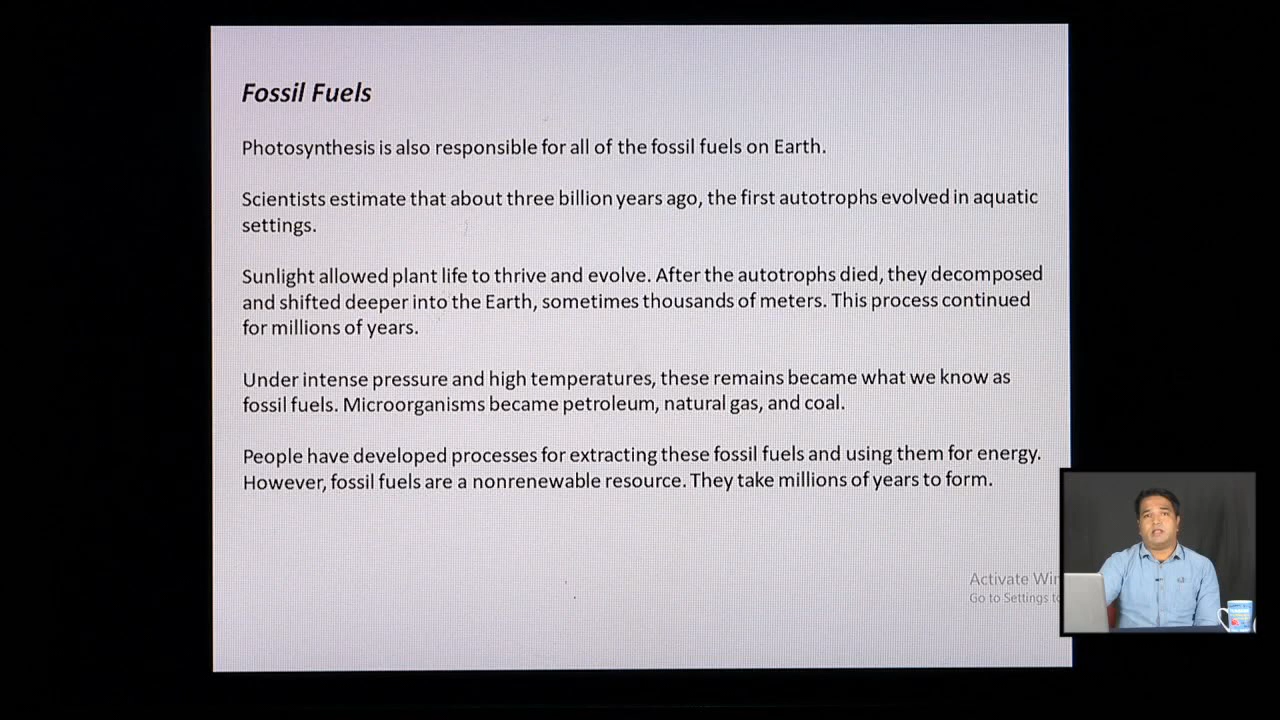 Fossil Fuels
Photosynthesis is also responsible for all of the fossil fuels on Earth.
Scientists estimate that about three billion years ago, the first autotrophs evolved in aquatic
settings.
Sunlight allowed plant life to thrive and evolve. After the autotrophs died, they decomposed
and shifted deeper into the Earth, sometimes thousands of meters. This process continued
for millions of years.
Under intense pressure and high temperatures, these remains became what we know as
fossil fuels. Microorganisms became petroleum, natural gas, and coal.
People have developed processes for extracting these fossil fuels and using them for energy.
However, fossil fuels are a nonrenewable resource. They take millions of years to form.
Activate Win
Go to Settings to